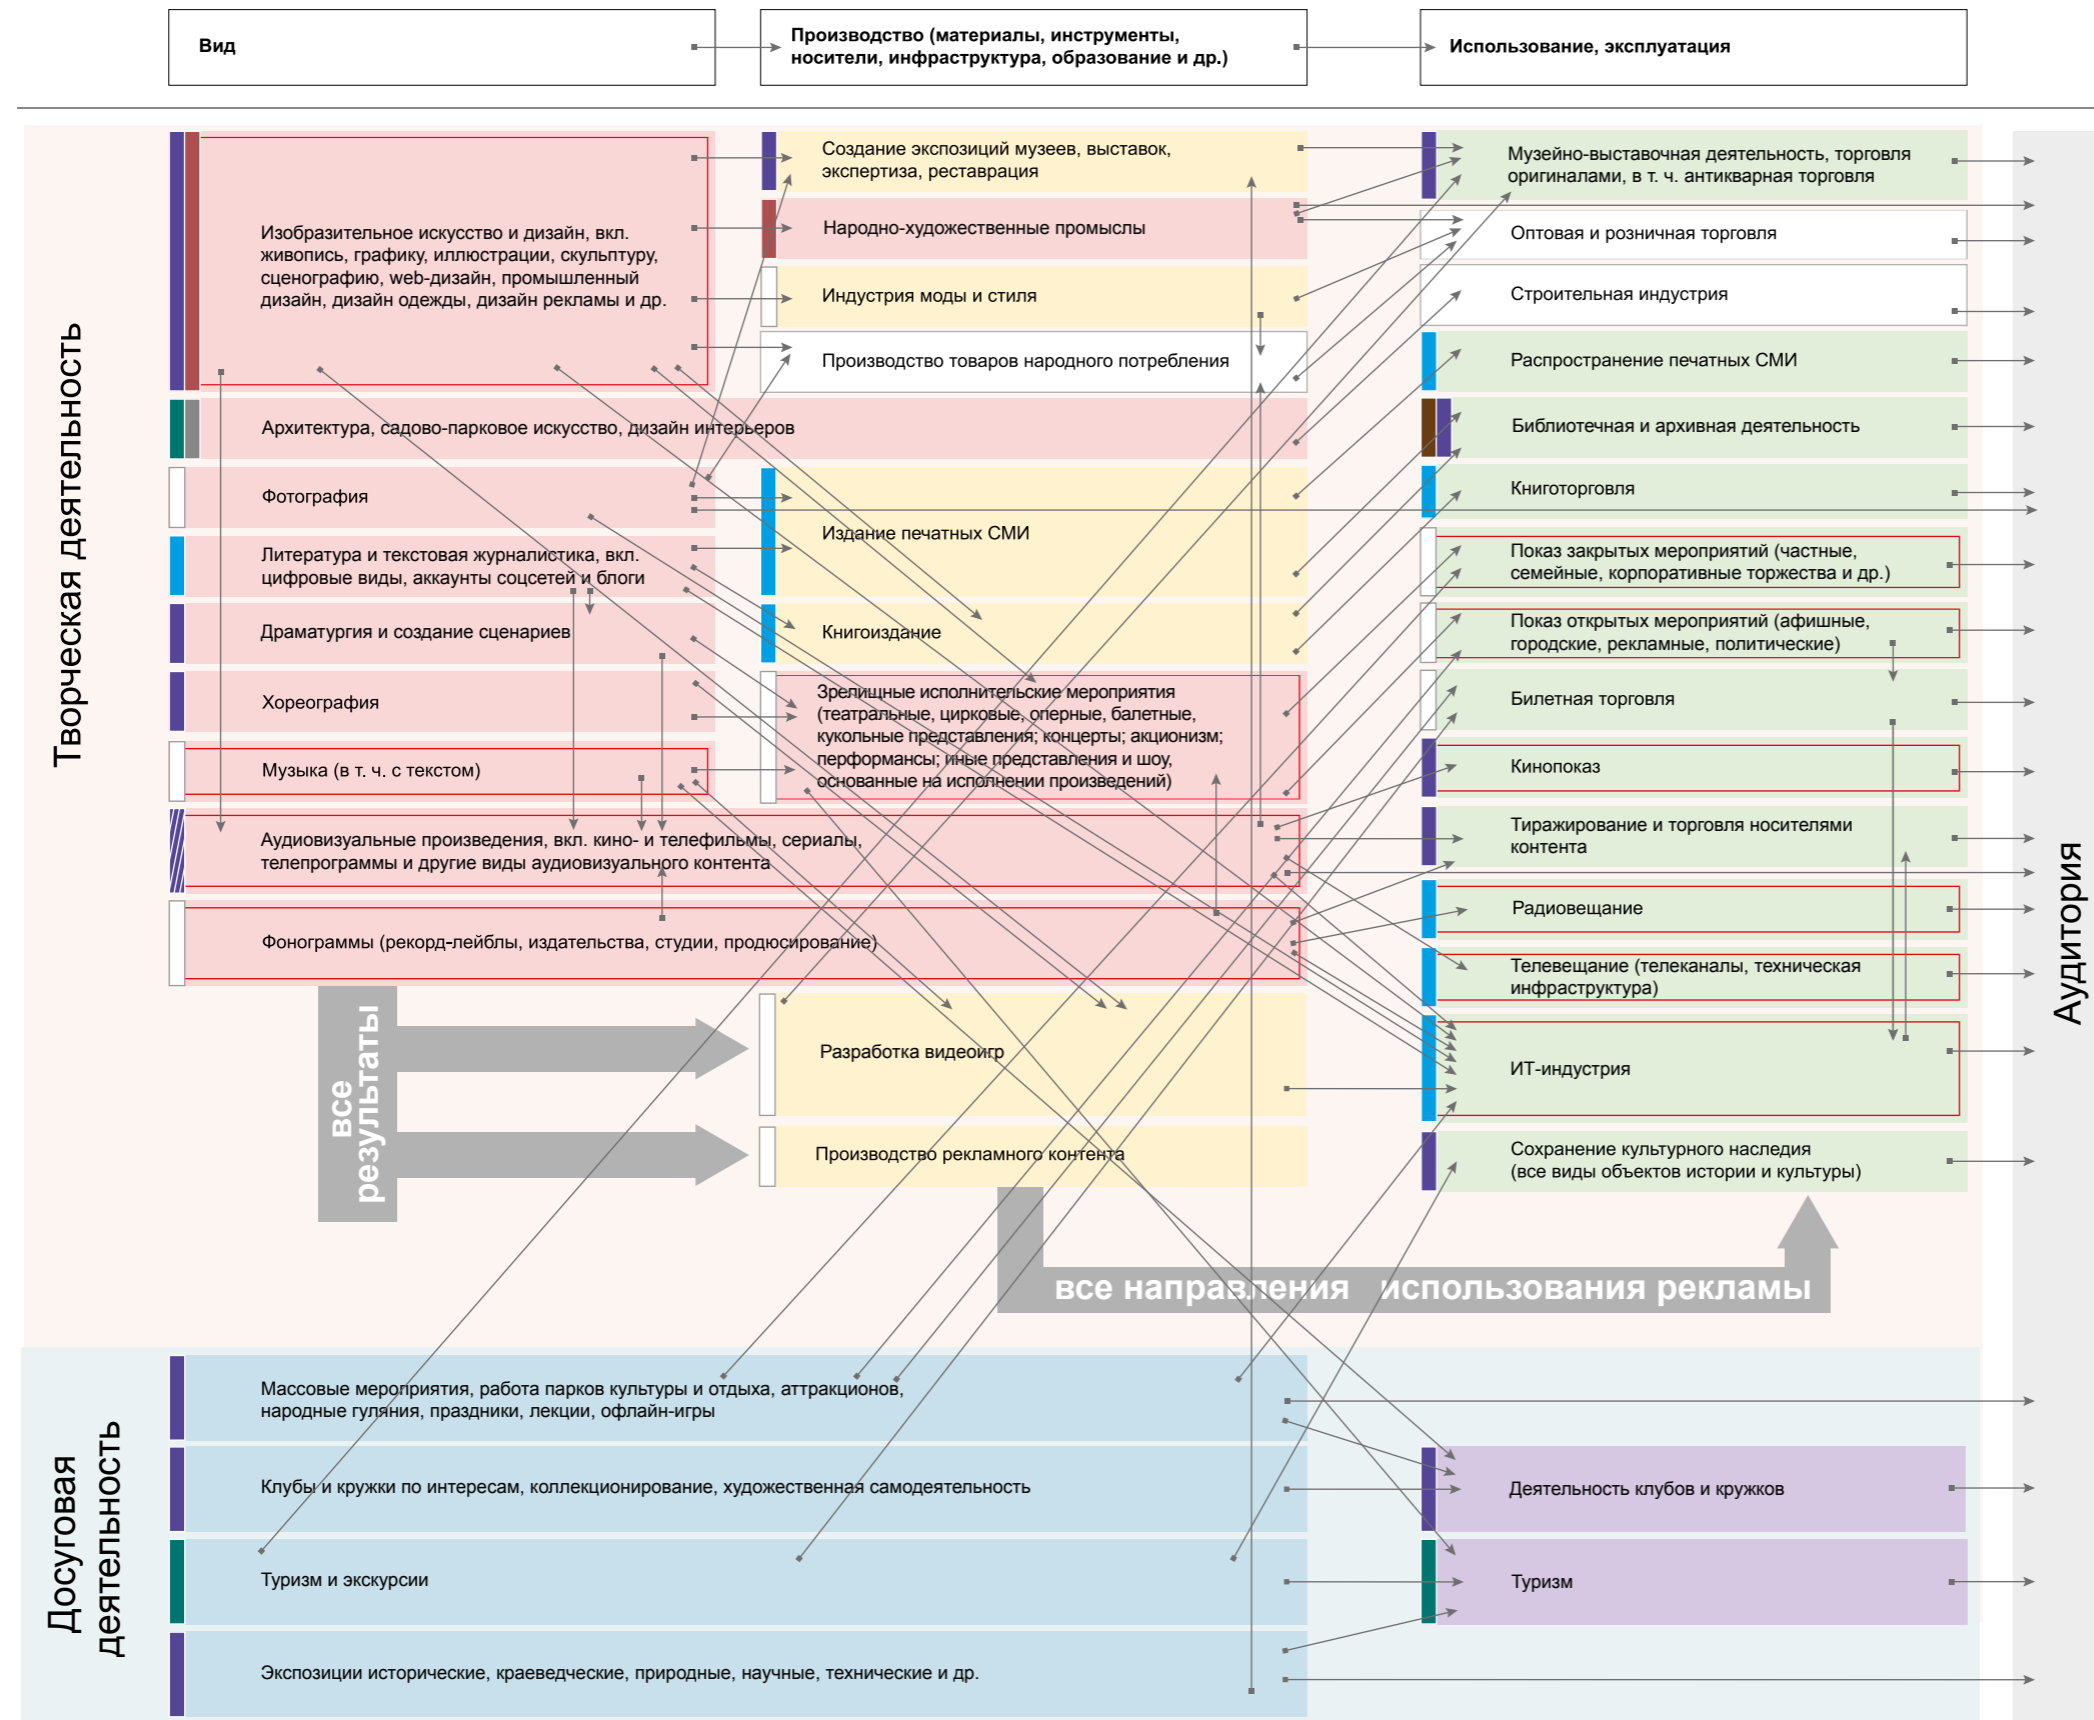 Вид
Производство (материалы, инструменты,
носители, инфраструктура, образование и др.)
Использование, эксплуатация
Творческая деятельность
Изобразительное искусство и дизайн, вкл.
живопись, графику, иллюстрации, скульптуру,
сценографию, web-дизайн, промышленный
дизайн, дизайн одежды, дизайн рекламы и др.
Архитектура, садово-парковое искусство, дизайн интерьеров
Фотография
Литература и текстовая журналистика, вкл.
цифровые виды, аккаунты соцсетей и блоги
Драматургия и создание сценариев
Хореография
Музыка (в т. ч. с текстом)
Аудиовизуальные произведения, вкл. кино- и телефильмы, сериалы,
телепрограммы и другие виды аудиовизуального контента
Фонограммы (рекорд-лейблы, издательства, студии, продюсирование)
все
результаты
Создание экспозиций музеев, выставок,
экспертиза, реставрация
Народно-художественные промыслы
Индустрия моды и стиля
Производство товаров народного потребления
Издание печатных СМИ
Книгоиздание
Зрелищные исполнительские мероприятия
(театральные, цирковые, оперные, балетные,
кукольные представления; концерты; акционизм;
перформансы; иные представления и шоу,
основанные на исполнении произведений)
Разработка видеоигр
Производство рекламного контента
все направления использования рекламы
Музейно-выставочная деятельность, торговля
оригиналами, в т. ч. антикварная торговля
Оптовая и розничная торговля
Строительная индустрия
Распространение печатных СМИ
Библиотечная и архивная деятельность
Книготорговля
Показ закрытых мероприятий (частные,
семейные, корпоративные торжества и др.)
Показ открытых мероприятий (афишные,
городские, рекламные, политические)
Билетная торговля
Кинопоказ
Тиражирование и торговля носителями
контента
Радиовещание
Телевещание (телеканалы, техническая
инфраструктура)
ИТ-индустрия
Сохранение культурного наследия
(все виды объектов истории и культуры)
Аудитория
Досуговая
деятельность
Массовые мероприятия, работа парков культуры и отдыха, аттракционов,
народные гуляния, праздники, лекции, офлайн-игры
Клубы и кружки по интересам, коллекционирование, художественная самодеятельность
Туризм и экскурсии
Экспозиции исторические, краеведческие, природные, научные, технические и др.
Деятельность клубов и кружков
Туризм